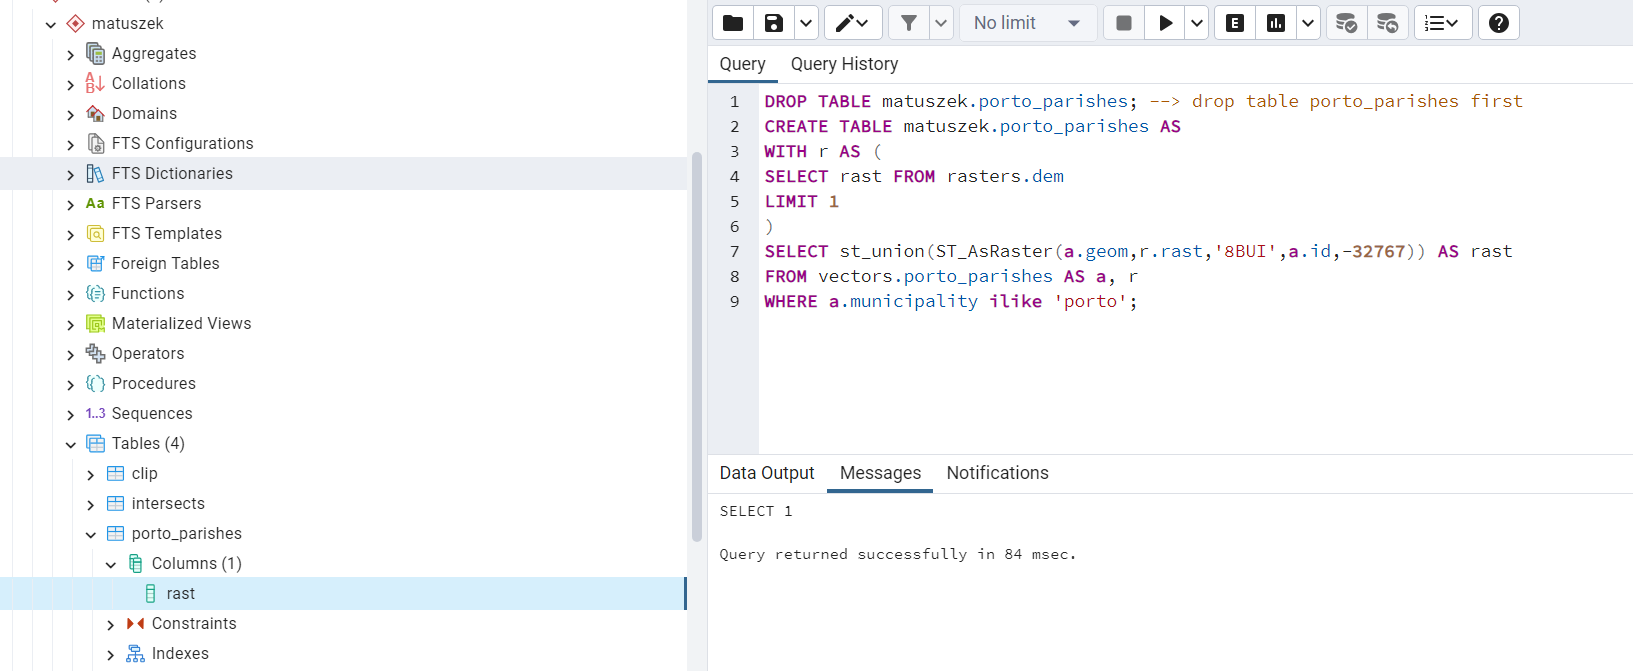 matuszek
Aggregates
Collations
Domains
FTS Configurations
FTS Dictionaries
Aa FTS Parsers
FTS Templates
Foreign Tables
Functions
Materialized Views
Operators
Procedures
1..3 Sequences
Tables (4)
clip
intersects
porto_parishes
Columns (1)
rast
Constraints
Indexes
No limit
E
Query Query History
1 DROP TABLE matuszek.porto_parishes; --> drop table porto_parishes first
2 CREATE TABLE matuszek.porto_parishes AS
3 WITH r AS (
4 SELECT rast FROM rasters.dem
5 LIMIT 1
6 )
7 SELECT st_union(ST_AsRaster(a.geom,r.rast,'8BUI',a.id,-32767)) AS rast
8 FROM vectors.porto_parishes AS a, r
9 WHERE a.municipality ilike 'porto';
Data Output Messages Notifications
SELECT 1
Query returned successfully in 84 msec.